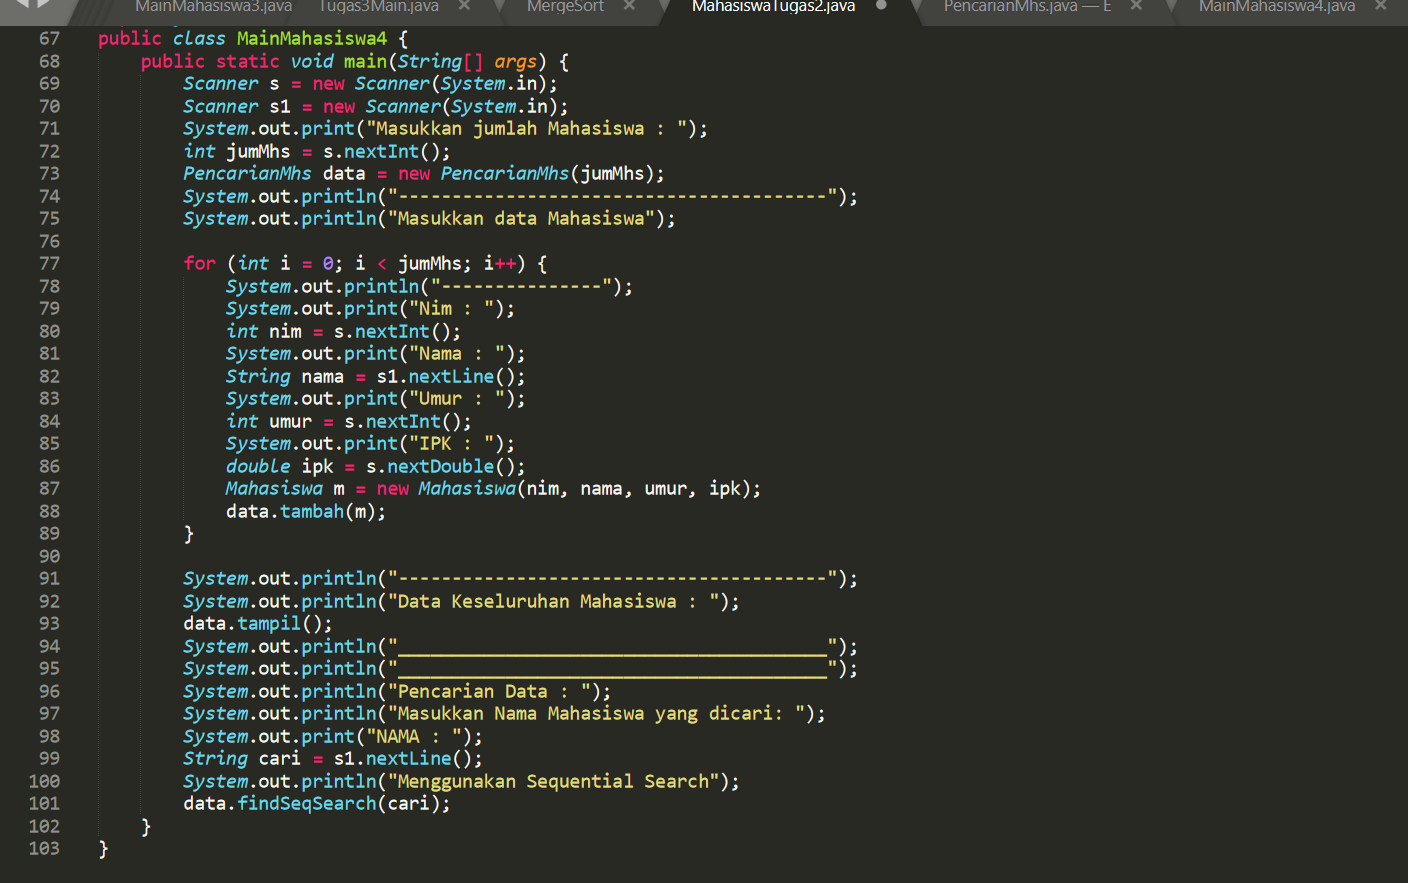 MainMahasiswa3.java Tugas3Main.java × MergeSort × MahasiswaTugas2.java PencarianMhs.java — E × MainMahasiswa4.java ×
67 public class MainMahasiswa4 {
68 public static void main(String[] args) {
69 Scanner s = new Scanner(System.in);
70 Scanner s1 = new Scanner(System.in);
71 System.out.print("Masukkan jumlah Mahasiswa : ");
72 int jumMhs = s.nextInt();
73 PencarianMhs data = new PencarianMhs(jumMhs);
74 System.out.println("----------------------------------------");
75 System.out.println("Masukkan data Mahasiswa");
76
77 for (int i = 0; i < jumMhs; i++) {
78 System.out.println("---------------");
79 System.out.print("Nim : ");
80 int nim = s.nextInt();
81 System.out.print("Nama : ");
82 String nama = s1.nextLine();
83 System.out.print("Umur : ");
84 int umur = s.nextInt();
85 System.out.print("IPK : ");
86 double ipk = s.nextDouble();
87 Mahasiswa m = new Mahasiswa(nim, nama, umur, ipk);
88 data.tambah(m);
89 }
90
91 System.out.println("----------------------------------------");
92 System.out.println("Data Keseluruhan Mahasiswa : ");
93 data.tampil();
94 System.out.println("________________________________________");
95 System.out.println("________________________________________");
96 System.out.println("Pencarian Data : ");
97 System.out.println("Masukkan Nama Mahasiswa yang dicari: ");
98 System.out.print("NAMA : ");
99 String cari = s1.nextLine();
100 System.out.println("Menggunakan Sequential Search");
101 data.findSeqSearch(cari);
102 }
103 }